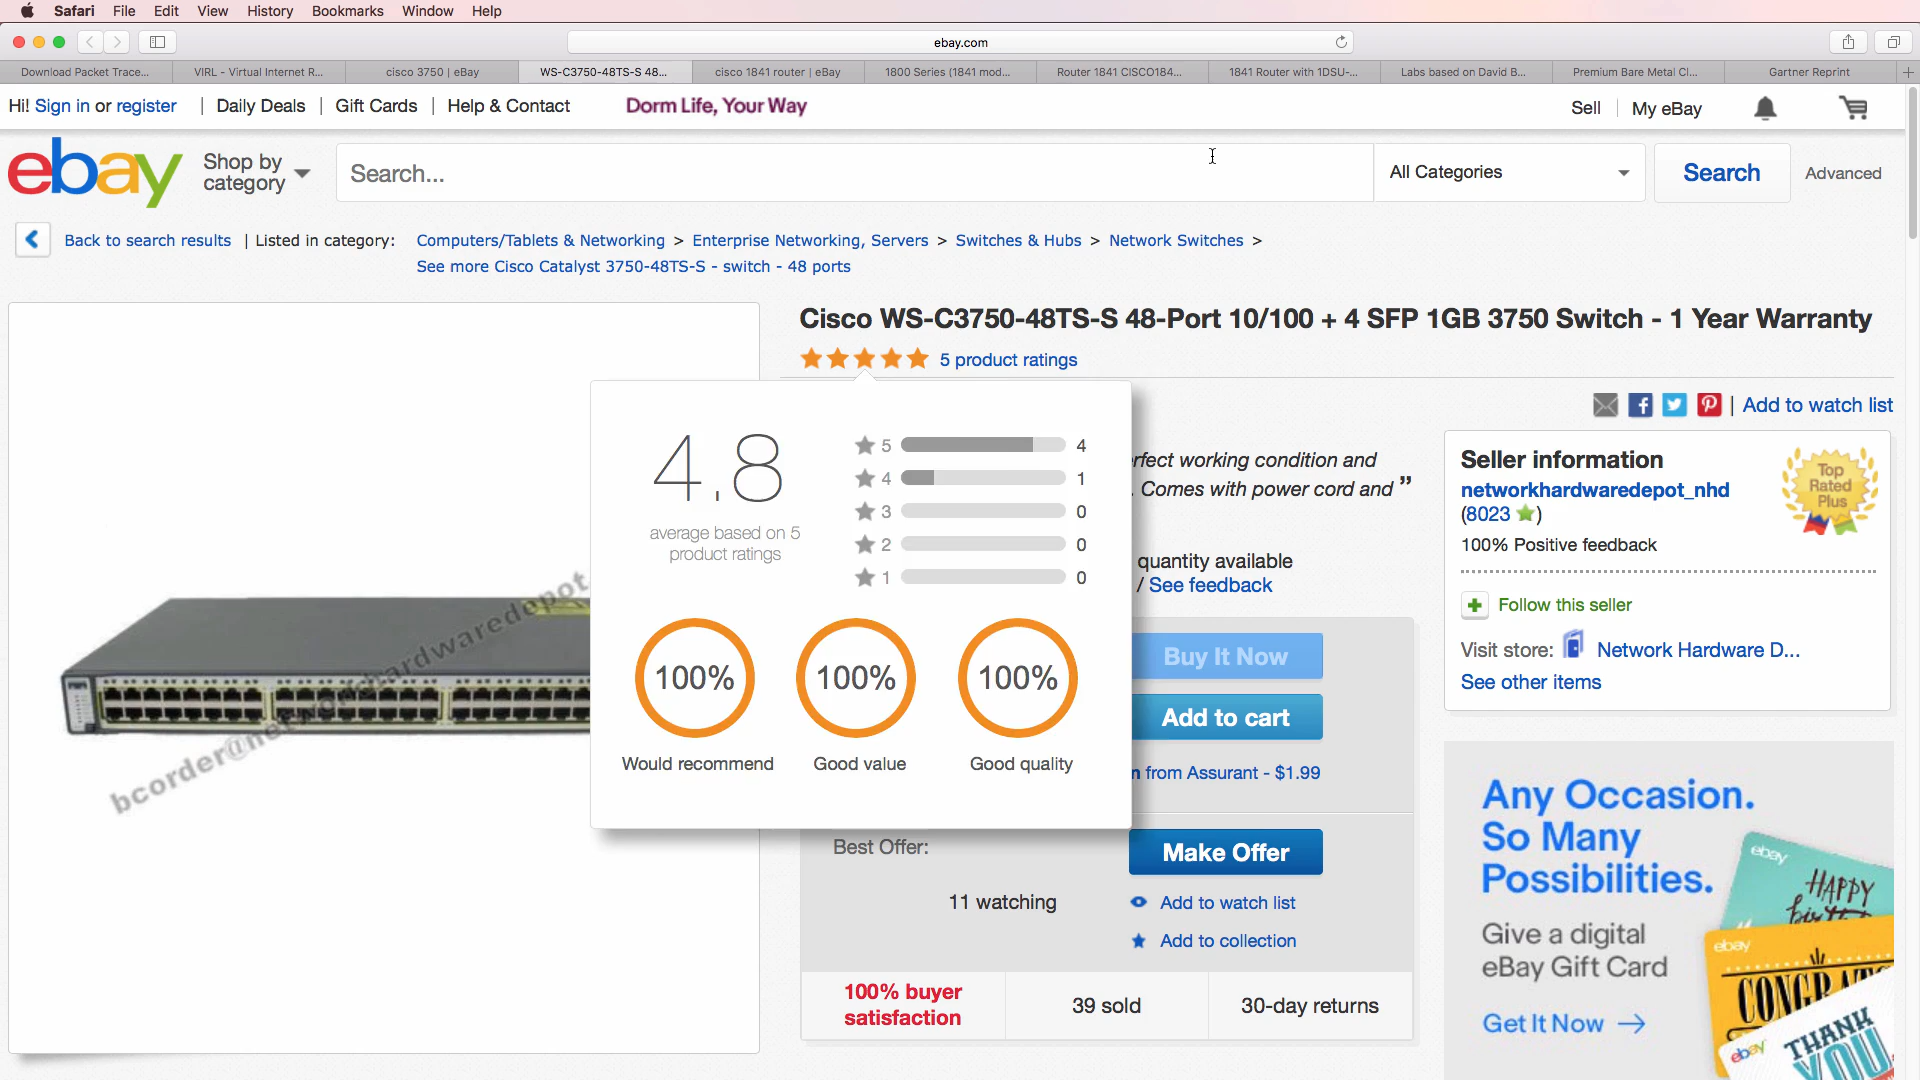 Safari File Edit View History Bookmarks Window Help
ebay.com
Download Packet Trace... VIRL - Virtual Internet R... cisco 3750 | eBay WS-C3750-48TS-S 48... cisco 1841 router | eBay 1800 Series (1841 mod... Router 1841 CISCO184... 1841 Router with 1DSU-... Labs based on David B... Premium Bare Metal Cl... Gartner Reprint
Hi! Sign in or register | Daily Deals | Gift Cards | Help & Contact Dorm Life, Your Way Sell My eBay
ebay Shop by category Search... All Categories Search Advanced
Back to search results | Listed in category: Computers/Tablets & Networking > Enterprise Networking, Servers > Switches & Hubs > Network Switches >
See more Cisco Catalyst 3750-48TS-S - switch - 48 ports
Cisco WS-C3750-48TS-S 48-Port 10/100 + 4 SFP 1GB 3750 Switch - 1 Year Warranty
5 product ratings
| Add to watch list
4.8
average based on 5
product ratings
5 4
4 1
3 0
2 0
1 0
100% 100% 100%
Would recommend Good value Good quality
rfect working condition and
. Comes with power cord and ”
quantity available
/ See feedback
Buy It Now
Add to cart
n from Assurant - $1.99
Best Offer:
Make Offer
11 watching
Add to watch list
Add to collection
100% buyer
satisfaction
39 sold
30-day returns
Seller information
networkhardwaredepot_nhd
(8023 )
100% Positive feedback
Top
Rated
Plus
Follow this seller
Visit store: Network Hardware D...
See other items
Any Occasion.
So Many
Possibilities.
Give a digital
eBay Gift Card
Get It Now →
ebay
HAPPY
ebay
ebay
THANK
YOU
bcorder@networkhardwaredepot.